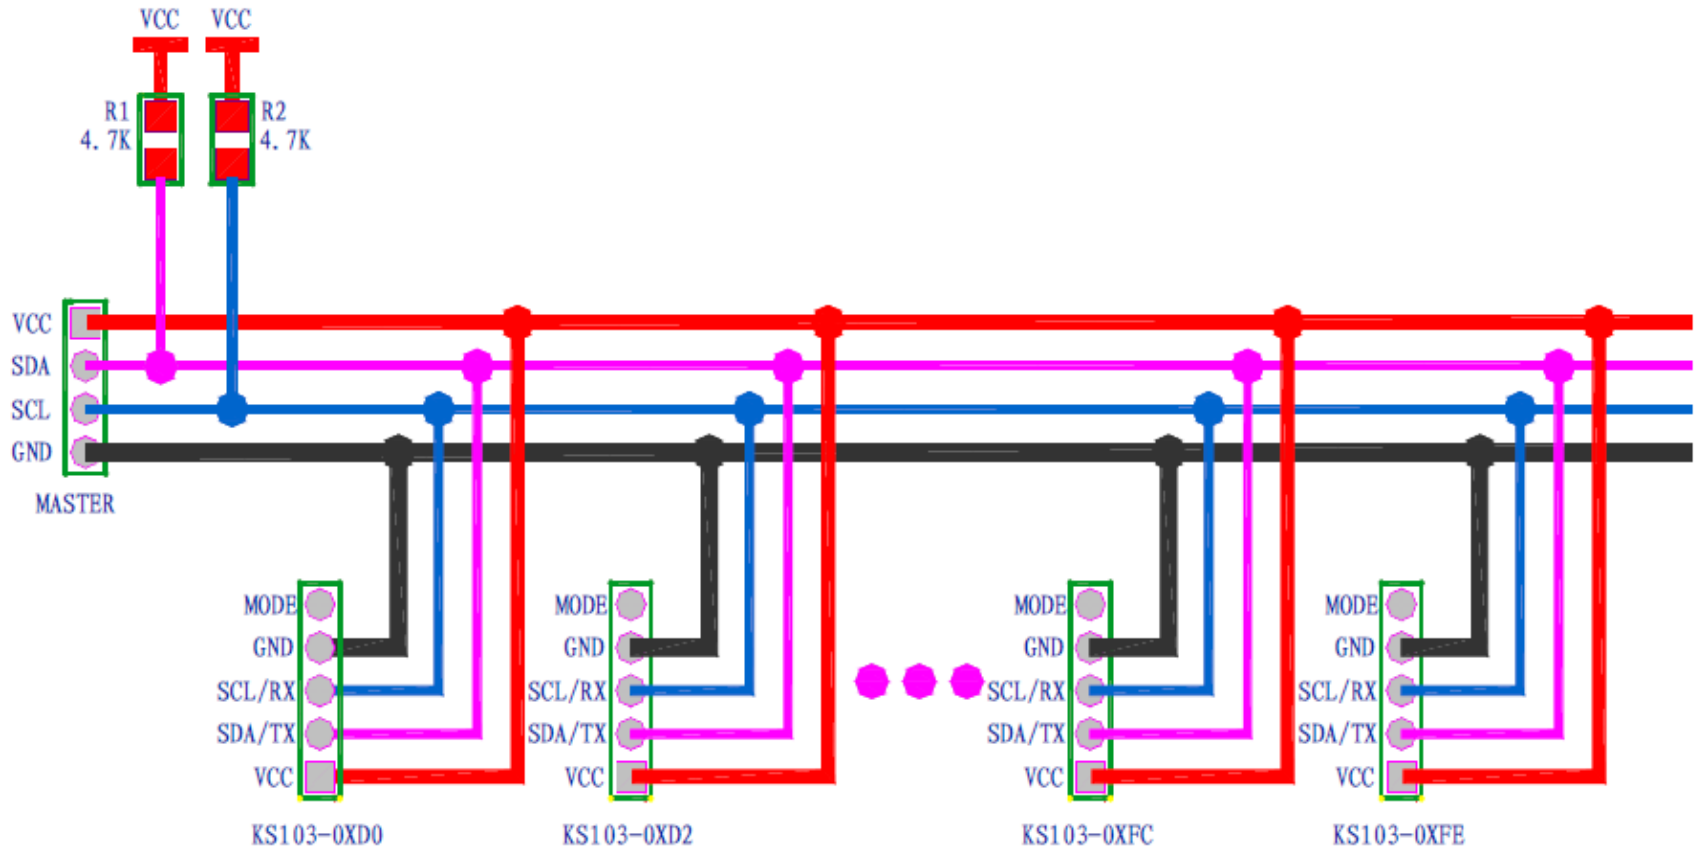 VCC VCC
R1
4.7K
R2
4.7K
VCC
SDA
SCL
GND
MASTER
MODE
GND
SCL/RX
SDA/TX
VCC
KS103-0XD0
MODE
GND
SCL/RX
SDA/TX
VCC
KS103-0XD2
MODE
GND
SCL/RX
SDA/TX
VCC
KS103-0XFC
MODE
GND
SCL/RX
SDA/TX
VCC
KS103-0XFE